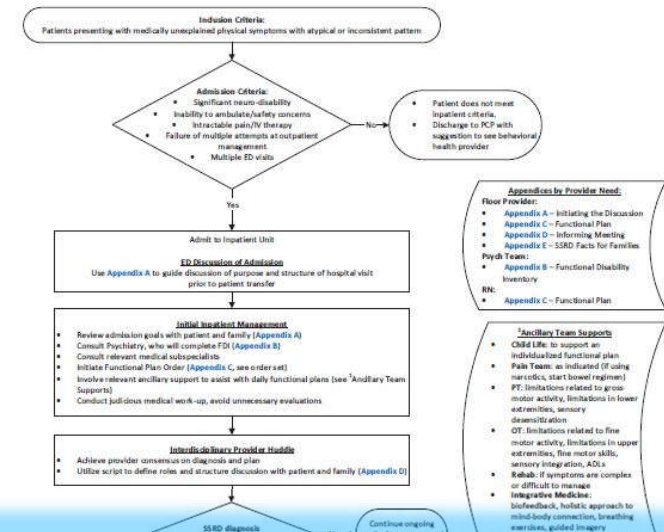 Inclusion Criteria:
Patients presenting with medically unexplained physical symptoms with atypical or inconsistent pattern
Admission Criteria:
• Significant neuro-disability
• Inability to ambulate/safety concerns
• Intractable pain/IV therapy
• Failure of multiple attempts at outpatient
management
• Multiple ED visits
No
• Patient does not meet
inpatient criteria.
• Discharge to PCP with
suggestion to see behavioral
health provider
Yes
Admit to Inpatient Unit
ED Discussion of Admission
Use Appendix A to guide discussion of purpose and structure of hospital visit
prior to patient transfer
Initial Inpatient Management
• Review admission goals with patient and family (Appendix A)
• Consult Psychiatry, who will complete FDI (Appendix B)
• Consult relevant medical subspecialists
• Initiate Functional Plan Order (Appendix C, see order set)
• Involve relevant ancillary support to assist with daily functional plans (see ¹Ancillary Team
Supports)
• Conduct judicious medical work-up, avoid unnecessary evaluations
Interdisciplinary Provider Huddle
• Achieve provider consensus on diagnosis and plan
• Utilize script to define roles and structure discussion with patient and family (Appendix D)
SSRD diagnosis
Continue ongoing
Appendices by Provider Need:
Floor Provider:
• Appendix A – Initiating the Discussion
• Appendix C – Functional Plan
• Appendix D – Informing Meeting
• Appendix E – SSRD Facts for Families
Psych Team:
• Appendix B – Functional Disability
Inventory
RN:
• Appendix C – Functional Plan
¹Ancillary Team Supports
• Child Life: to support an
individualized functional plan
• Pain Team: as indicated (if using
narcotics, start bowel regimen)
• PT: limitations related to gross
motor activity, limitations in lower
extremities, sensory
desensitization
• OT: limitations related to fine
motor activity, limitations in upper
extremities, fine motor skills,
sensory integration, ADLs
• Rehab: if symptoms are complex
or difficult to manage
• Integrative Medicine:
biofeedback, holistic approach to
mind-body connection, breathing
exercises, guided imagery